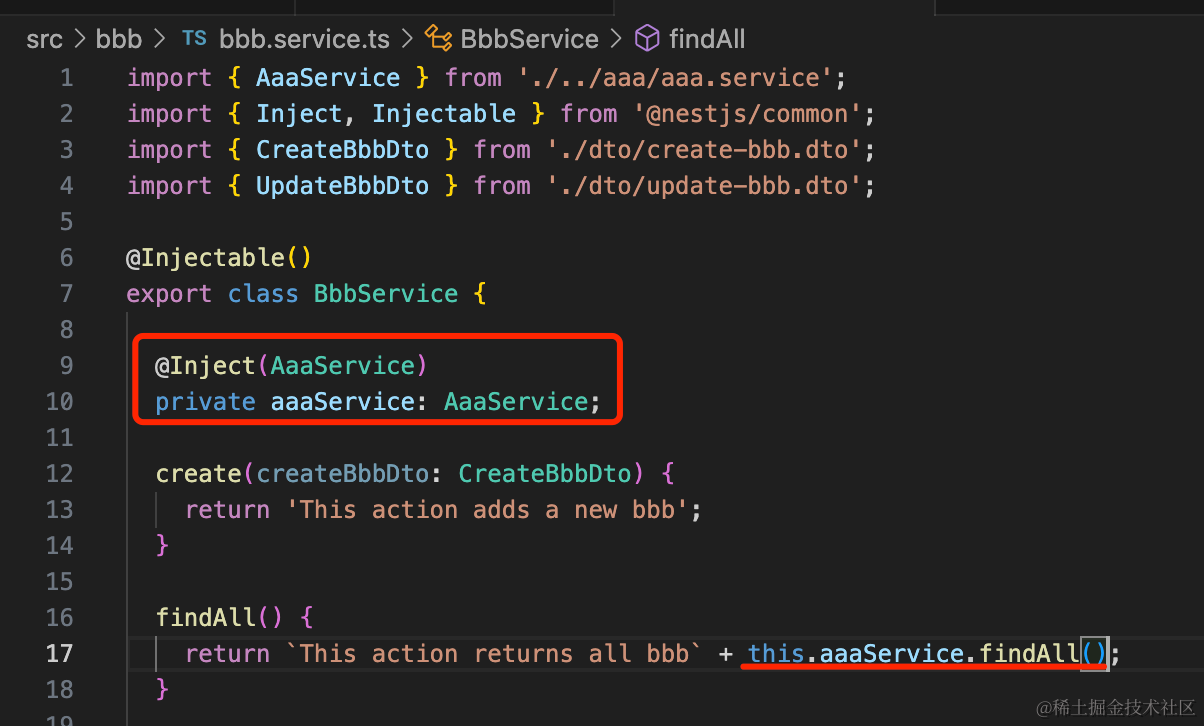 src > bbb > TS bbb.service.ts > BbbService > findAll
1 import { AaaService } from './../aaa/aaa.service';
2 import { Inject, Injectable } from '@nestjs/common';
3 import { CreateBbbDto } from './dto/create-bbb.dto';
4 import { UpdateBbbDto } from './dto/update-bbb.dto';
5
6 @Injectable()
7 export class BbbService {
8
9 @Inject(AaaService)
10 private aaaService: AaaService;
11
12 create(createBbbDto: CreateBbbDto) {
13 return 'This action adds a new bbb';
14 }
15
16 findAll() {
17 return `This action returns all bbb` + this.aaaService.findAll();
18 }
19
@稀土掘金技术社区